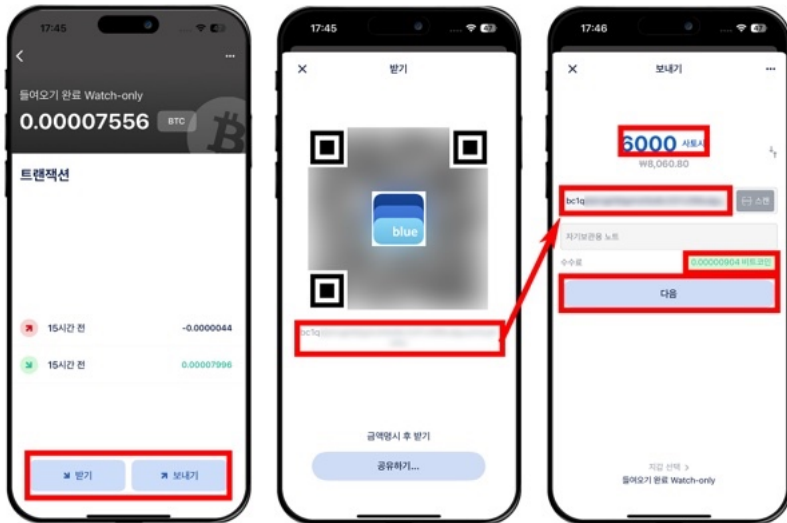 17:45
들여오기 완료 Watch-only
0.00007556 BTC
트랜잭션
15시간 전 -0.0000044
15시간 전 0.00007996
받기 보내기
17:45 47
받기
blue
bc1q
금액명시 후 받기
공유하기...
17:46 47
보내기
6000 사토시
₩8,060.80
bc1q 스캔
자기보관용 노트
수수료 0.00000904 비트코인
다음
지갑 선택
들여오기 완료 Watch-only